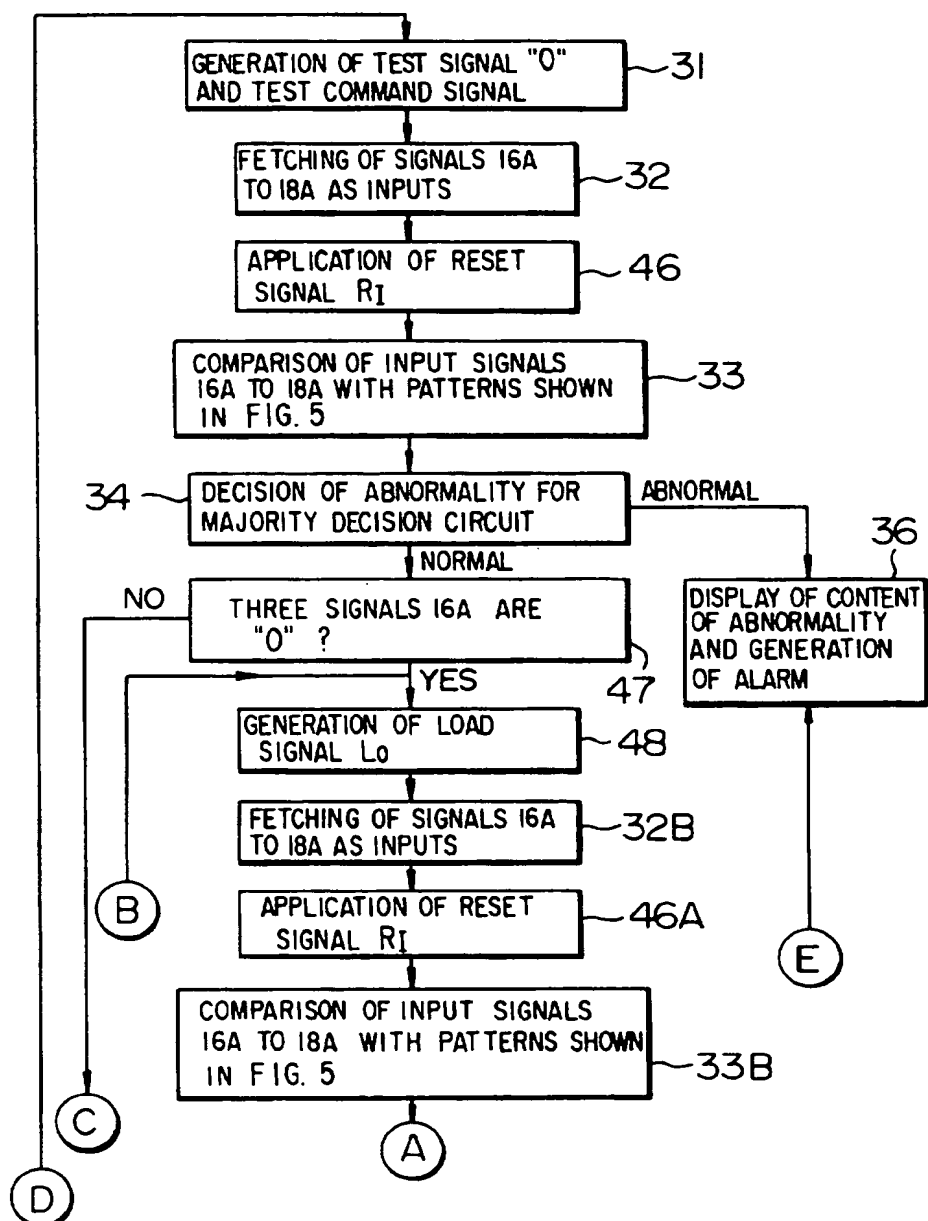 GENERATION OF TEST SIGNAL "0"
AND TEST COMMAND SIGNAL
31
FETCHING OF SIGNALS 16A
TO 18A AS INPUTS
32
APPLICATION OF RESET
SIGNAL RI
46
COMPARISON OF INPUT SIGNALS
16A TO 18A WITH PATTERNS SHOWN
IN FIG. 5
33
34
DECISION OF ABNORMALITY FOR
MAJORITY DECISION CIRCUIT
ABNORMAL
NORMAL
36
DISPLAY OF CONTENT
OF ABNORMALITY
AND GENERATION
OF ALARM
NO
THREE SIGNALS 16A ARE
"0" ?
47
YES
GENERATION OF LOAD
SIGNAL LO
48
FETCHING OF SIGNALS 16A
TO 18A AS INPUTS
32B
B
APPLICATION OF RESET
SIGNAL RI
46A
E
COMPARISON OF INPUT SIGNALS
16A TO 18A WITH PATTERNS SHOWN
IN FIG. 5
33B
C
A
D